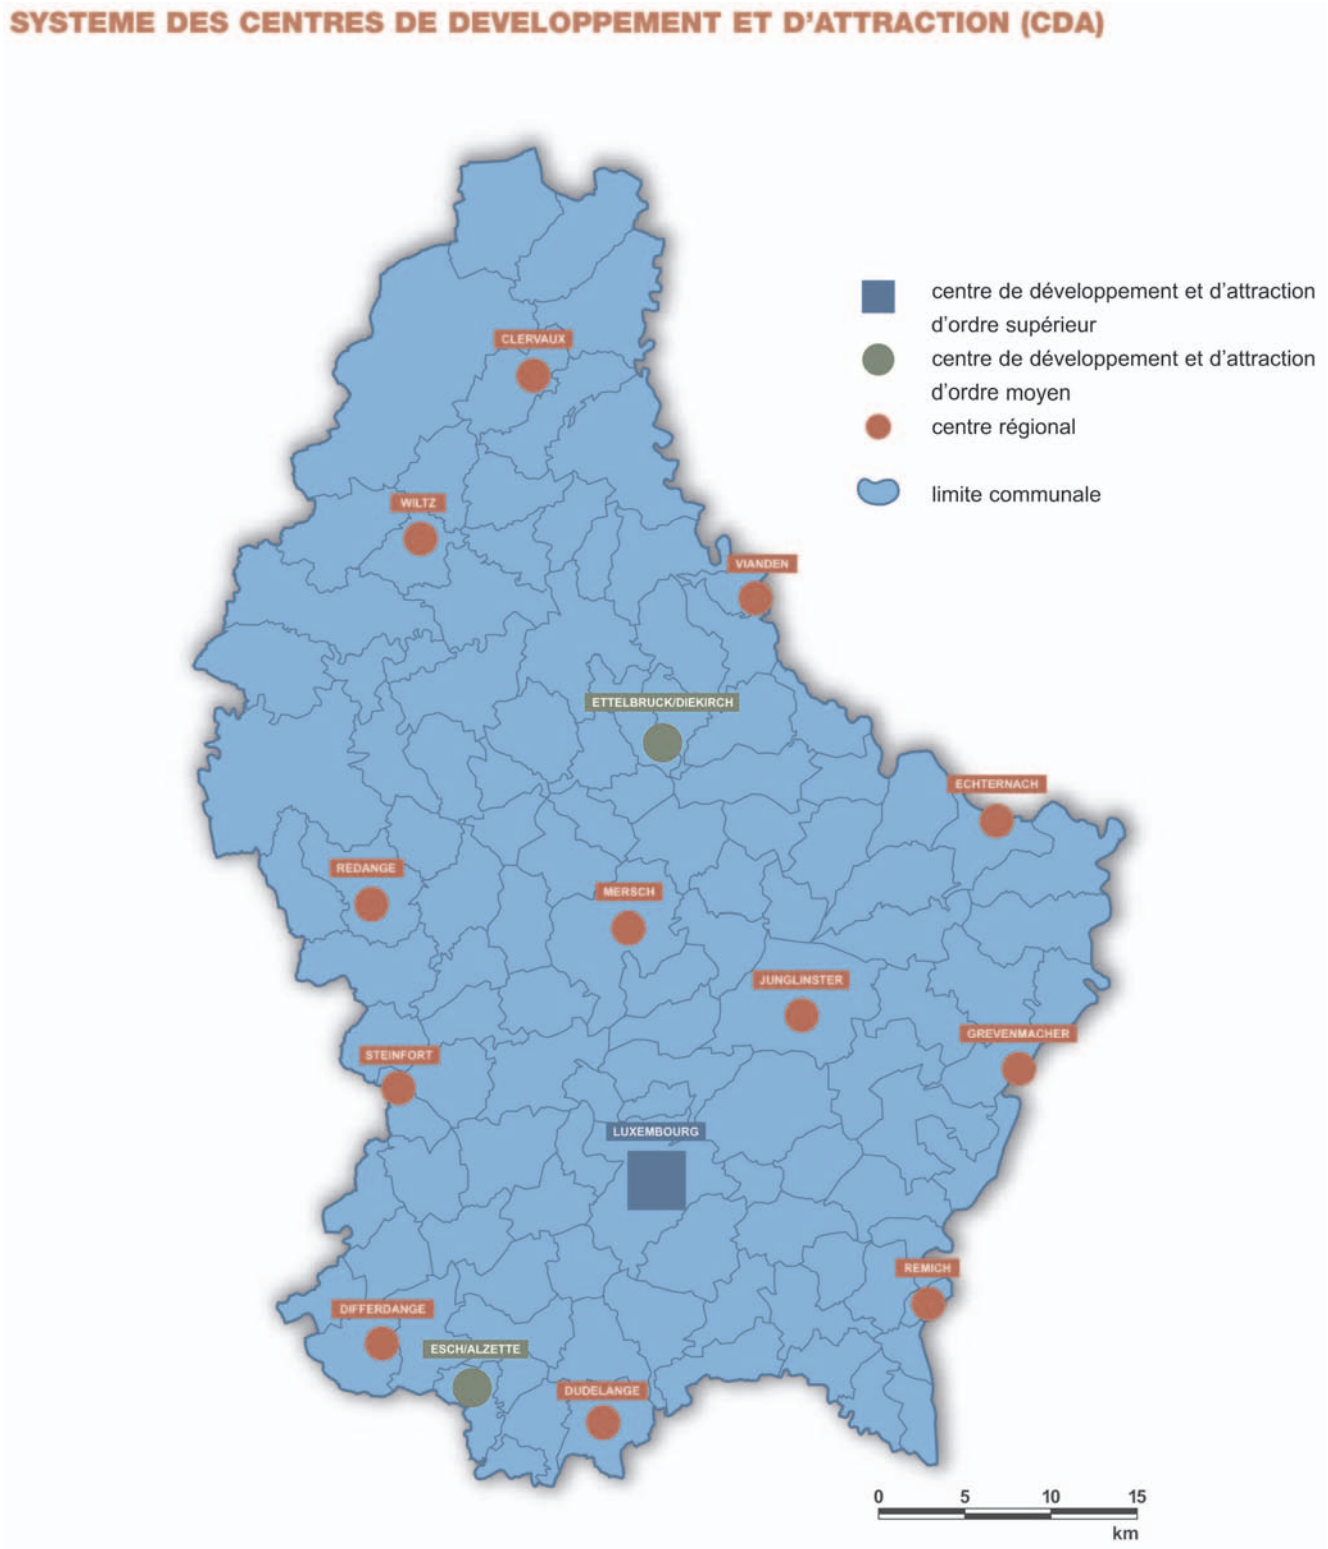 SYSTEME DES CENTRES DE DEVELOPPEMENT ET D'ATTRACTION (CDA)
centre de développement et d'attraction
d'ordre supérieur
centre de développement et d'attraction
d'ordre moyen
centre régional
limite communale
CLERVAUX
WILTZ
VIANDEN
ETTELBRUCK/DIEKIRCH
ECHTERNACH
REDANGE
MERSCH
JUNGLINSTER
GREVENMACHER
STEINFORT
LUXEMBOURG
REMICH
DIFFERDANGE
ESCH/ALZETTE
DUDELANGE
0 5 10 15
km